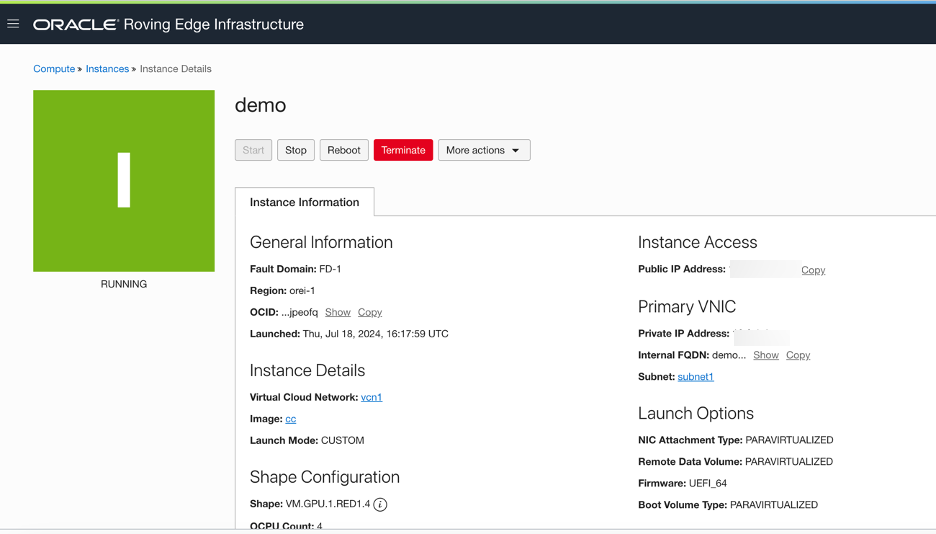 ORACLE® Roving Edge Infrastructure
Compute » Instances » Instance Details
demo
Start Stop Reboot Terminate More actions
I
RUNNING
Instance Information
General Information
Fault Domain: FD-1
Region: orei-1
OCID: ...jpeofq Show Copy
Launched: Thu, Jul 18, 2024, 16:17:59 UTC
Instance Details
Virtual Cloud Network: vcn1
Image: cc
Launch Mode: CUSTOM
Shape Configuration
Shape: VM.GPU.1.RED1.4
OCPU Count: 4
Instance Access
Public IP Address: Copy
Primary VNIC
Private IP Address:
Internal FQDN: demo... Show Copy
Subnet: subnet1
Launch Options
NIC Attachment Type: PARAVIRTUALIZED
Remote Data Volume: PARAVIRTUALIZED
Firmware: UEFI_64
Boot Volume Type: PARAVIRTUALIZED